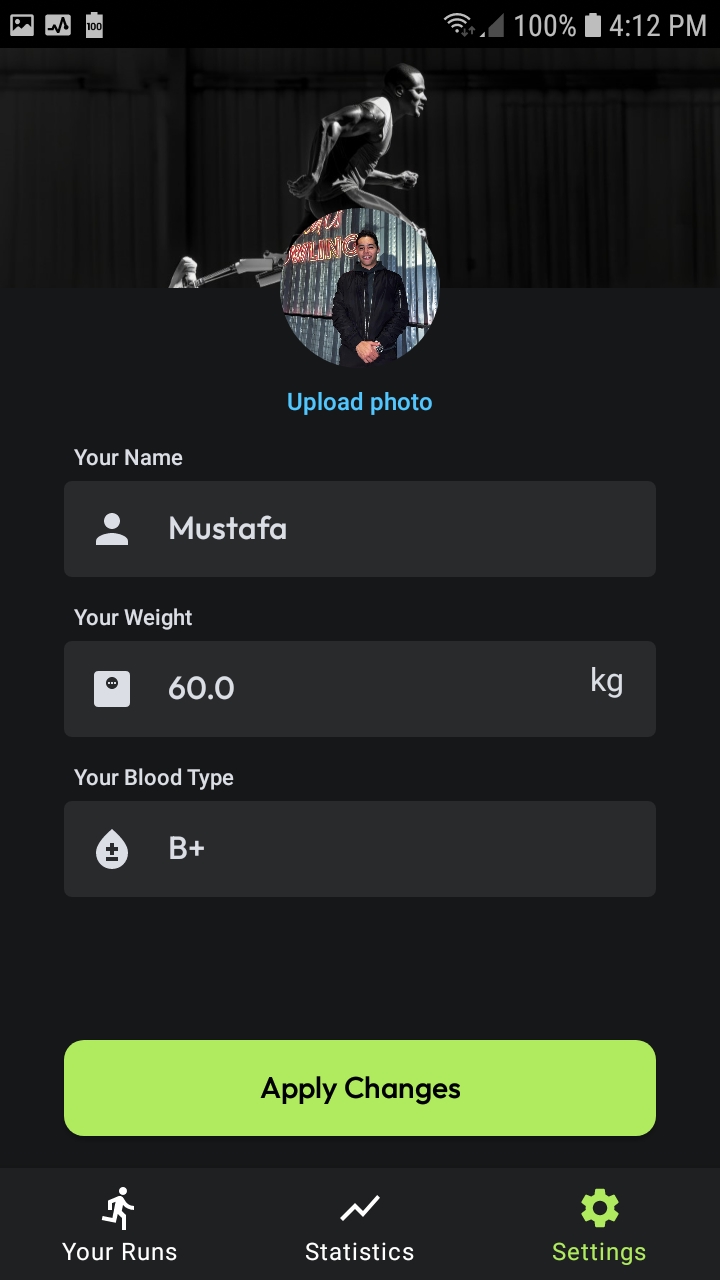 100
100% 4:12 PM
Upload photo
Your Name
Mustafa
Your Weight
60.0 kg
Your Blood Type
B+
Apply Changes
Your Runs Statistics Settings